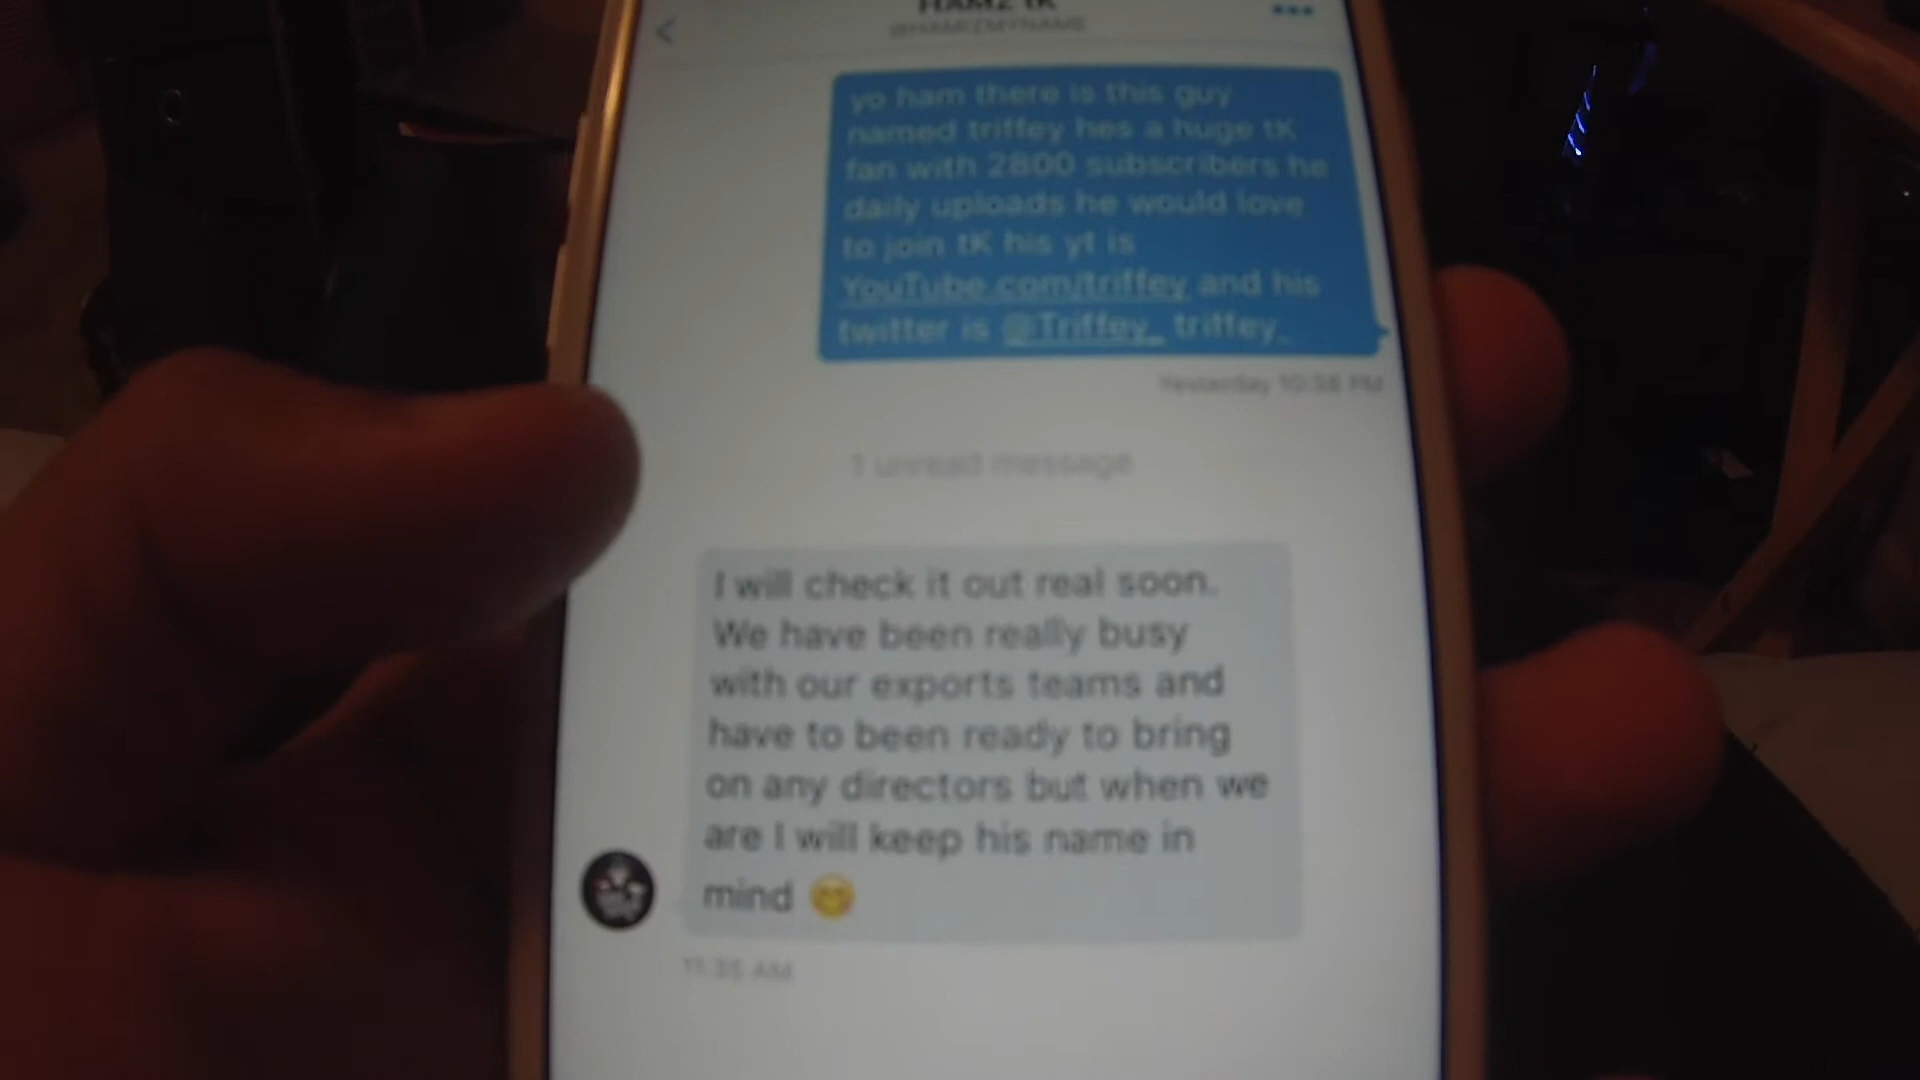 HAMZ tK
@HAMIZMYNAME
yo ham there is this guy
named triffey hes a huge tK
fan with 2800 subscribers he
daily uploads he would love
to join tK his yt is
YouTube.com/triffey and his
twitter is @Triffey_ triffey_
Yesterday 10:38 PM
1 unread message
I will check it out real soon.
We have been really busy
with our exports teams and
have to been ready to bring
on any directors but when we
are I will keep his name in
mind 😊
11:35 AM